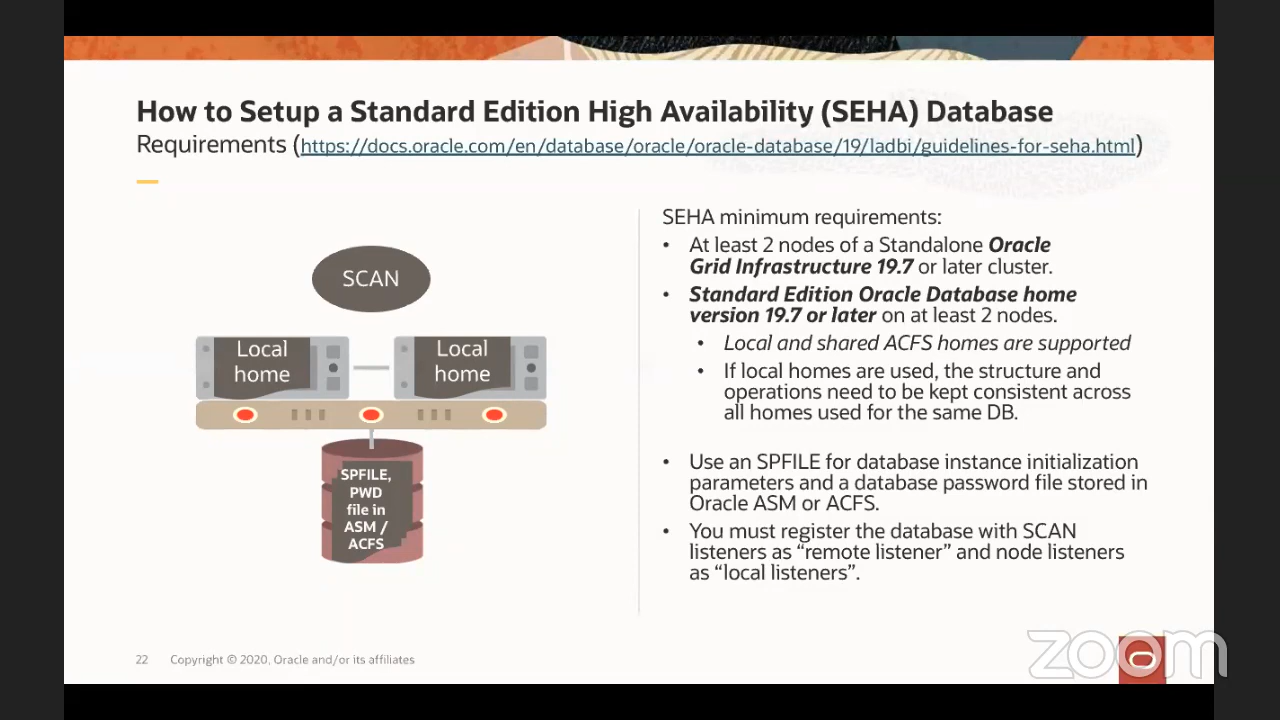 How to Setup a Standard Edition High Availability (SEHA) Database
Requirements (https://docs.oracle.com/en/database/oracle/oracle-database/19/ladbi/guidelines-for-seha.html)
SCAN
Local
home
Local
home
SPFILE,
PWD
file in
ASM /
ACFS
SEHA minimum requirements:
• At least 2 nodes of a Standalone Oracle
Grid Infrastructure 19.7 or later cluster.
• Standard Edition Oracle Database home
version 19.7 or later on at least 2 nodes.
• Local and shared ACFS homes are supported
• If local homes are used, the structure and
operations need to be kept consistent across
all homes used for the same DB.
• Use an SPFILE for database instance initialization
parameters and a database password file stored in
Oracle ASM or ACFS.
• You must register the database with SCAN
listeners as “remote listener” and node listeners
as “local listeners”.
22 Copyright © 2020, Oracle and/or its affiliates
zoom